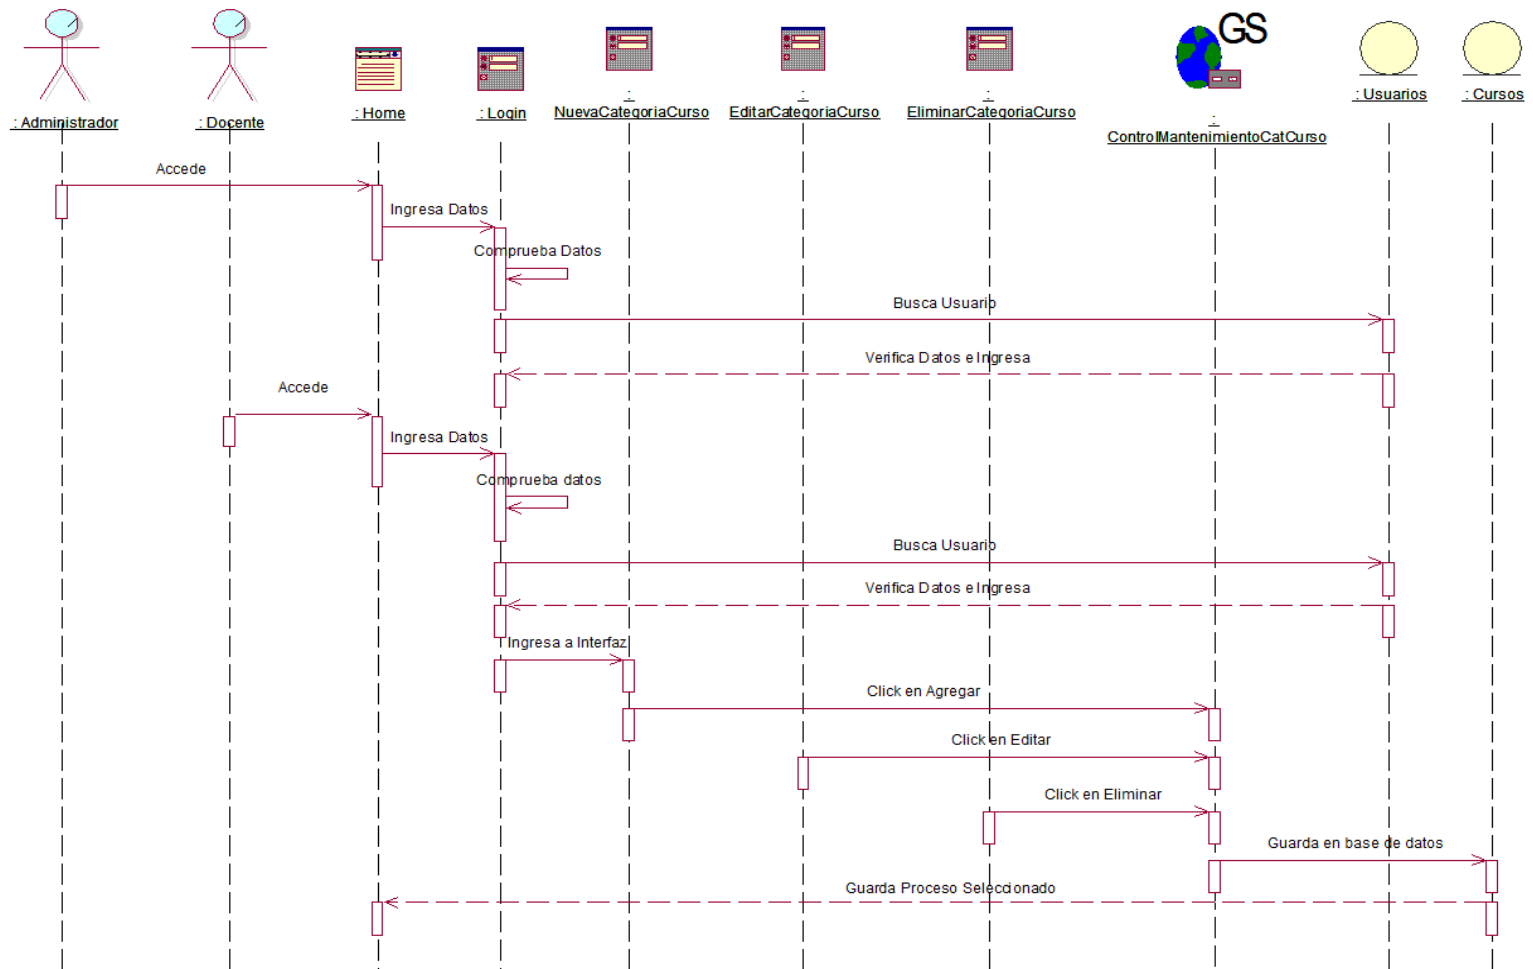 GS
: Administrador
: Docente
: Home
: Login
:
NuevaCategoriaCurso
:
EditarCategoriaCurso
:
EliminarCategoriaCurso
:
ControlMantenimientoCatCurso
: Usuarios
: Cursos
Accede
Ingresa Datos
Comprueba Datos
Busca Usuario
Verifica Datos e Ingresa
Accede
Ingresa Datos
Comprueba datos
Busca Usuario
Verifica Datos e Ingresa
Ingresa a Interfaz
Click en Agregar
Click en Editar
Click en Eliminar
Guarda en base de datos
Guarda Proceso Seleccionado